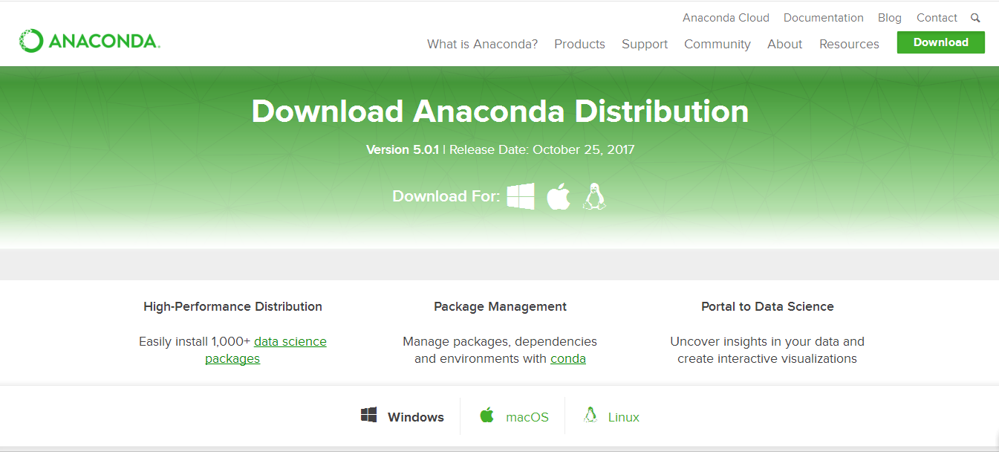 Anaconda Cloud Documentation Blog Contact
ANACONDA.
What is Anaconda? Products Support Community About Resources Download
Download Anaconda Distribution
Version 5.0.1 | Release Date: October 25, 2017
Download For:
High-Performance Distribution
Easily install 1,000+ data science
packages
Package Management
Manage packages, dependencies
and environments with conda
Portal to Data Science
Uncover insights in your data and
create interactive visualizations
Windows macOS Linux